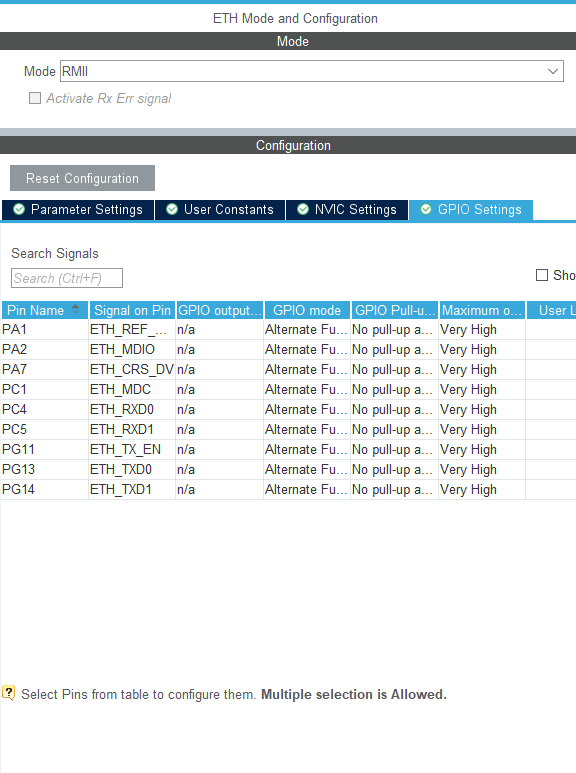 ETH Mode and Configuration
Mode
Mode RMII
Activate Rx Err signal
Configuration
Reset Configuration
Parameter Settings User Constants NVIC Settings GPIO Settings
Search Signals
Search (Ctrl+F) Sho
Pin Name Signal on Pin GPIO output... GPIO mode GPIO Pull-u... Maximum o... User L
PA1 ETH_REF_... n/a Alternate Fu... No pull-up a... Very High
PA2 ETH_MDIO n/a Alternate Fu... No pull-up a... Very High
PA7 ETH_CRS_DV n/a Alternate Fu... No pull-up a... Very High
PC1 ETH_MDC n/a Alternate Fu... No pull-up a... Very High
PC4 ETH_RXD0 n/a Alternate Fu... No pull-up a... Very High
PC5 ETH_RXD1 n/a Alternate Fu... No pull-up a... Very High
PG11 ETH_TX_EN n/a Alternate Fu... No pull-up a... Very High
PG13 ETH_TXD0 n/a Alternate Fu... No pull-up a... Very High
PG14 ETH_TXD1 n/a Alternate Fu... No pull-up a... Very High
? Select Pins from table to configure them. Multiple selection is Allowed.